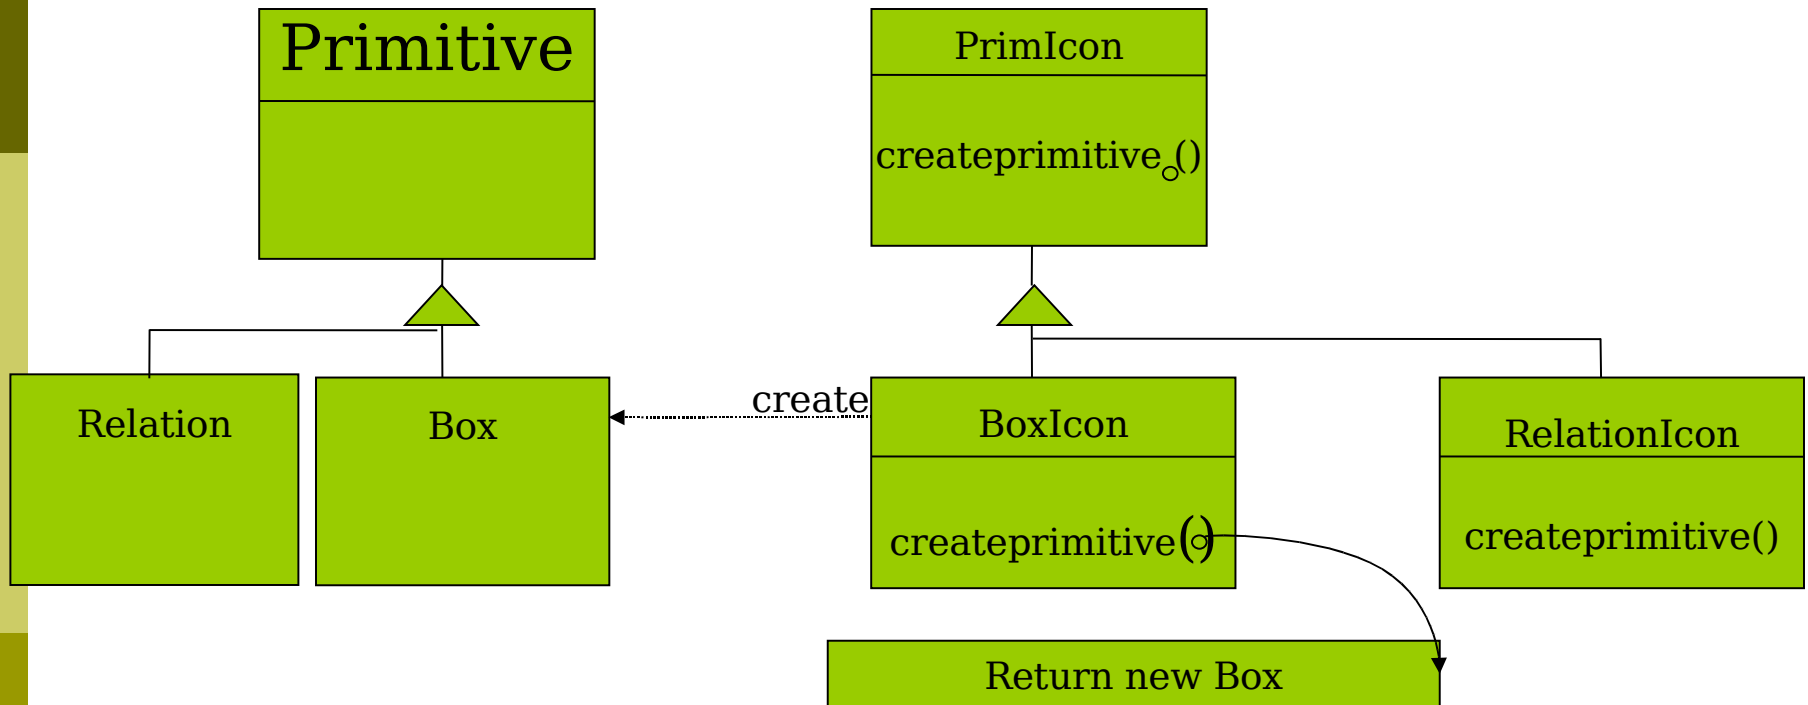 Primitive
PrimIcon
createprimitive ()
create
Relation
Box
BoxIcon
RelationIcon
createprimitive()
createprimitive()
Return new Box